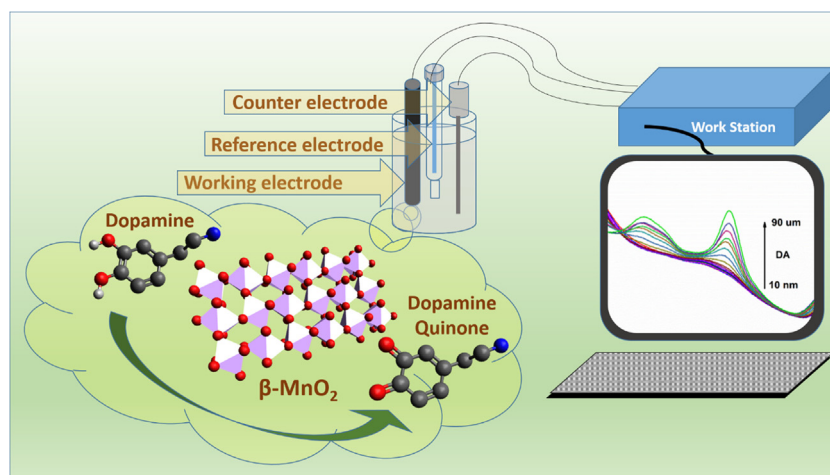 Counter electrode
Reference electrode
Working electrode
Work Station
Dopamine
90 um
DA
10 nm
Dopamine
Quinone
β-MnO₂